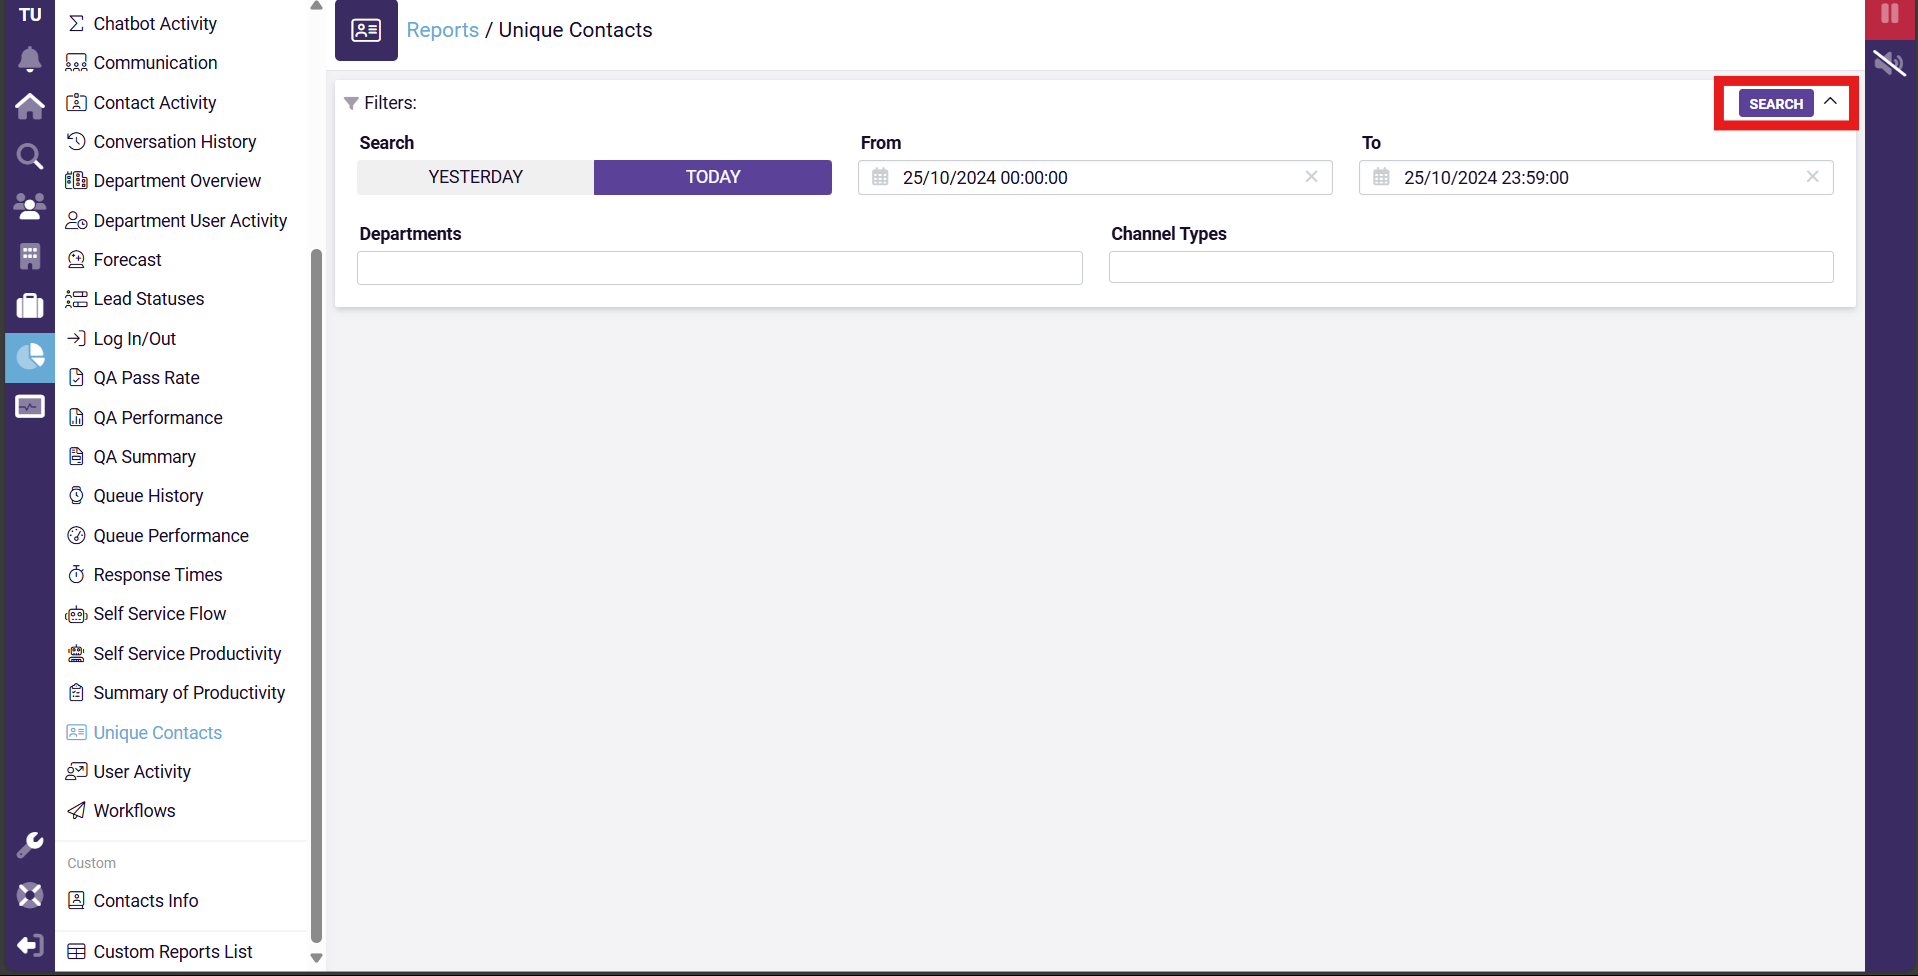 TU
Chatbot Activity
Communication
Contact Activity
Conversation History
Department Overview
Department User Activity
Forecast
Lead Statuses
Log In/Out
QA Pass Rate
QA Performance
QA Summary
Queue History
Queue Performance
Response Times
Self Service Flow
Self Service Productivity
Summary of Productivity
Unique Contacts
User Activity
Workflows
Custom
Contacts Info
Custom Reports List
Reports / Unique Contacts
Filters:
SEARCH
Search
From
To
YESTERDAY
TODAY
25/10/2024 00:00:00
25/10/2024 23:59:00
Departments
Channel Types